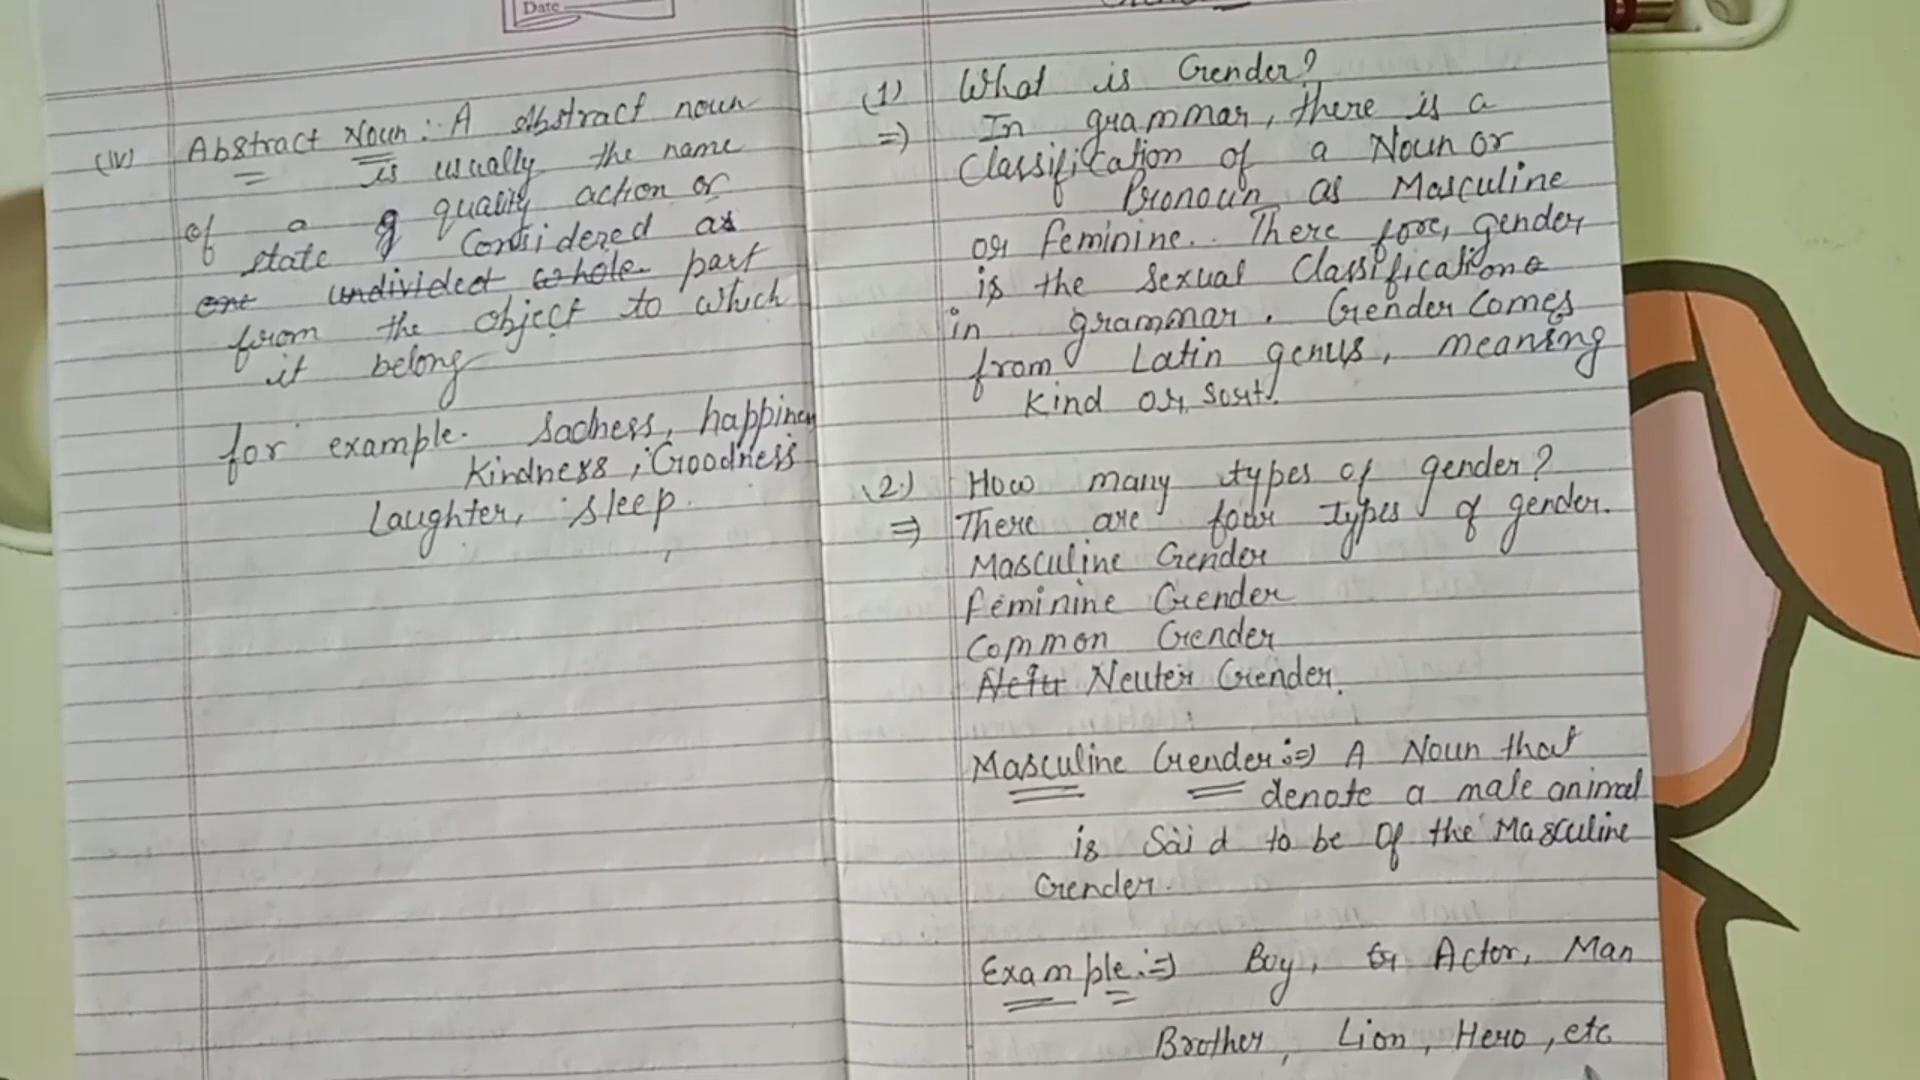 Date
(iv) Abstract Noun :- A abstract noun
is usually the name
of a g quality action or
state considered as
one undivided whole part
from the object to which
it belong
for example. sadness, happiness
Kindness, Goodness
Laughter, sleep.
(1) What is Gender?
=> In grammar, there is a
Classification of a Noun or
Pronoun as Masculine
or feminine. There fore, gender
is the sexual Classification
in grammar. Gender comes
from Latin genus, meaning
kind or sort.
(2.) How many types of gender?
=> There are four types of gender.
Masculine Gender
feminine Gender
Common Gender
Neuter Gender.
Masculine Gender :=> A Noun that
denote a male animal
is Said to be Of the Masculine
Gender.
Example :=> Boy, Actor, Man
Brother, Lion, Hero, etc